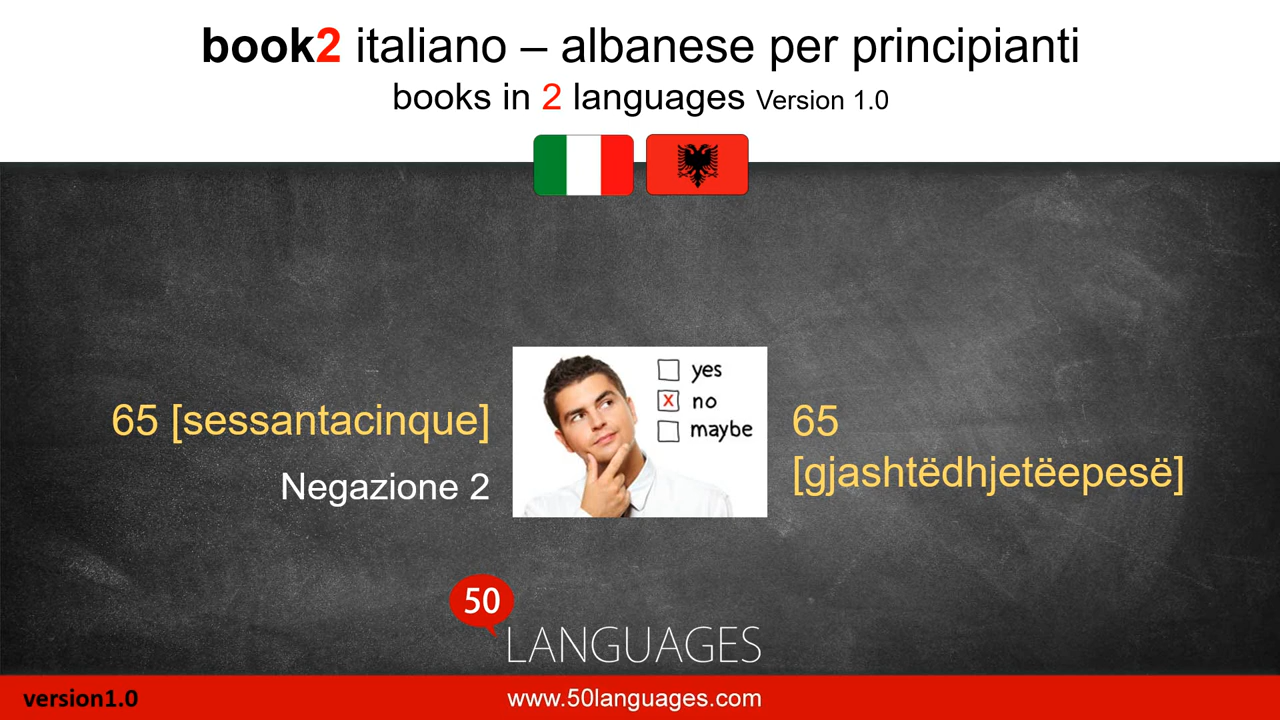 book2 italiano – albanese per principianti
books in 2 languages Version 1.0
65 [sessantacinque]
Negazione 2
yes
x no
maybe
65
[gjashtëdhjetëepesë]
50
LANGUAGES
version1.0
www.50languages.com